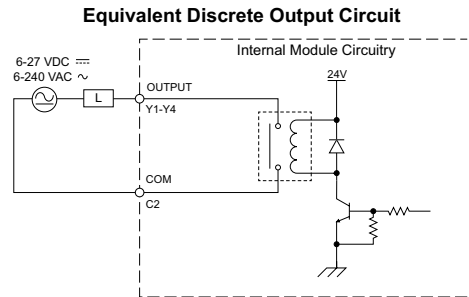 Equivalent Discrete Output Circuit
Internal Module Circuitry
6-27 VDC ⎓
6-240 VAC ∿
24V
OUTPUT
L
Y1-Y4
COM
C2